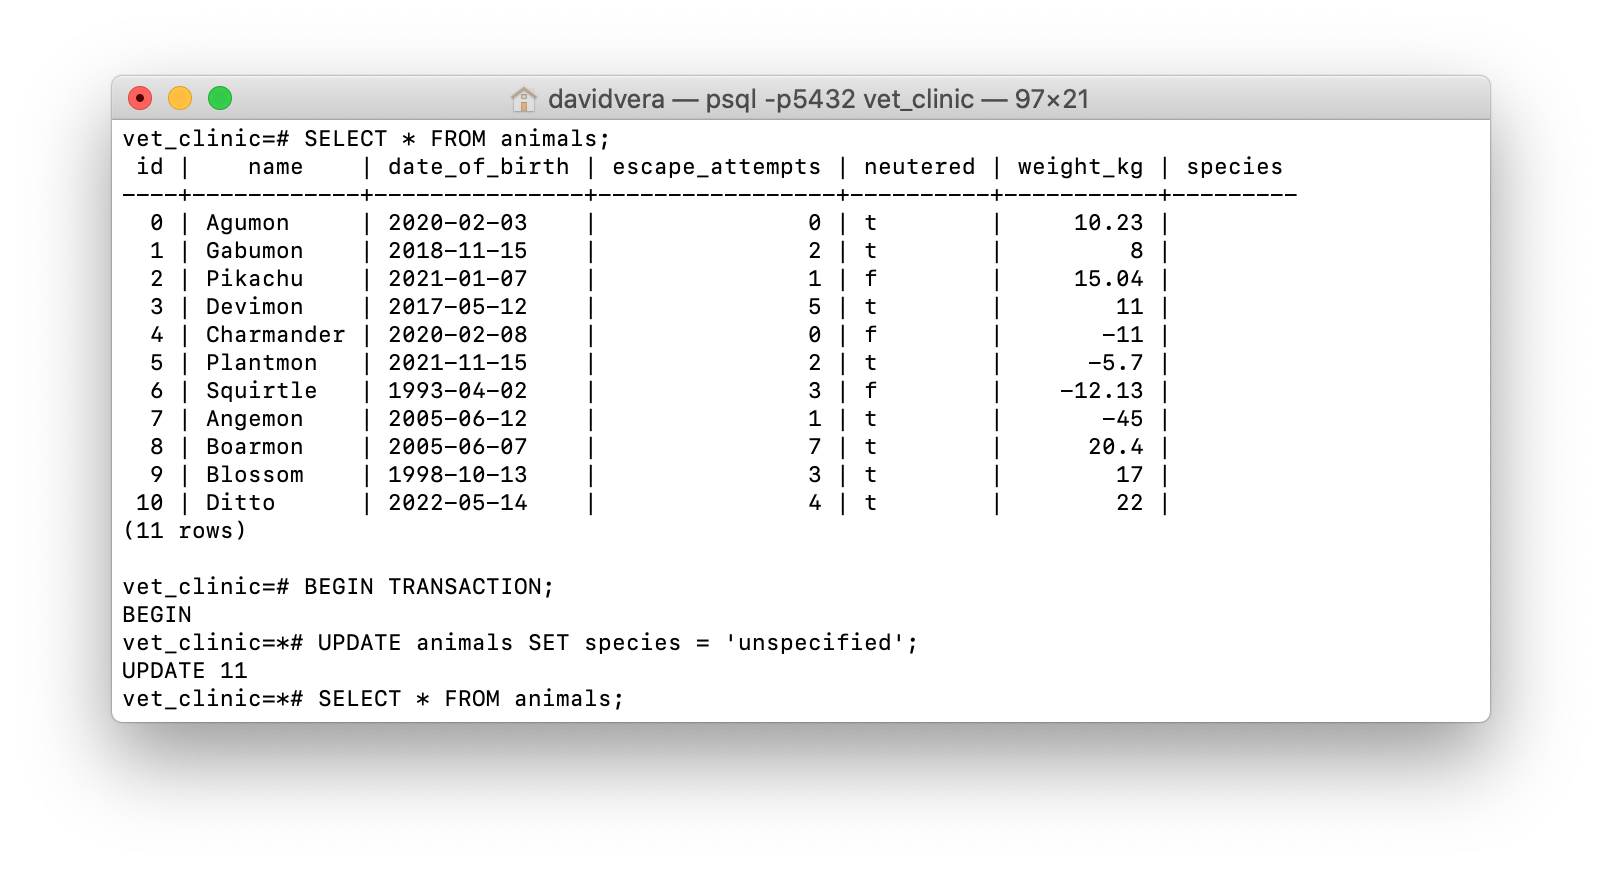 davidvera — psql -p5432 vet_clinic — 97×21
vet_clinic=# SELECT * FROM animals;
 id |    name    | date_of_birth | escape_attempts | neutered | weight_kg | species
----+------------+---------------+-----------------+----------+-----------+---------
  0 | Agumon     | 2020-02-03    |               0 | t        |     10.23 |
  1 | Gabumon    | 2018-11-15    |               2 | t        |         8 |
  2 | Pikachu    | 2021-01-07    |               1 | f        |     15.04 |
  3 | Devimon    | 2017-05-12    |               5 | t        |        11 |
  4 | Charmander | 2020-02-08    |               0 | f        |       -11 |
  5 | Plantmon   | 2021-11-15    |               2 | t        |      -5.7 |
  6 | Squirtle   | 1993-04-02    |               3 | f        |    -12.13 |
  7 | Angemon    | 2005-06-12    |               1 | t        |       -45 |
  8 | Boarmon    | 2005-06-07    |               7 | t        |      20.4 |
  9 | Blossom    | 1998-10-13    |               3 | t        |        17 |
 10 | Ditto      | 2022-05-14    |               4 | t        |        22 |
(11 rows)

vet_clinic=# BEGIN TRANSACTION;
BEGIN
vet_clinic=*# UPDATE animals SET species = 'unspecified';
UPDATE 11
vet_clinic=*# SELECT * FROM animals;